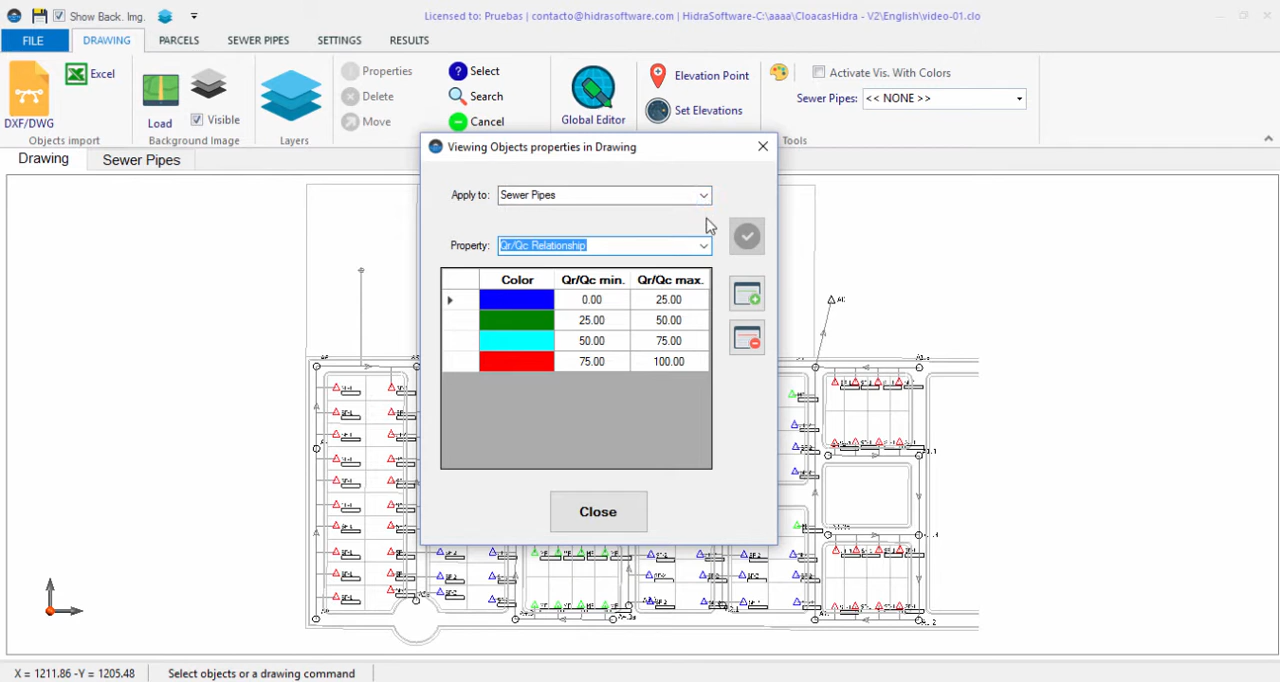 Show Back. Img.
Licensed to: Pruebas | contacto@hidrasoftware.com | HidraSoftware-C:\aaaa\CloacasHidra - V2\English\video-01.clo
FILE DRAWING PARCELS SEWER PIPES SETTINGS RESULTS
Excel
DXF/DWG
Objects import
Load
Visible
Background Image
Layers
Properties
Delete
Move
Select
Search
Cancel
Global Editor
Elevation Point
Set Elevations
Activate Vis. With Colors
Sewer Pipes: << NONE >>
Tools
Drawing Sewer Pipes
Viewing Objects properties in Drawing
Apply to: Sewer Pipes
Property: Qr/Qc Relationship
Color Qr/Qc min. Qr/Qc max.
0.00 25.00
25.00 50.00
50.00 75.00
75.00 100.00
Close
X = 1211.86 -Y = 1205.48 Select objects or a drawing command